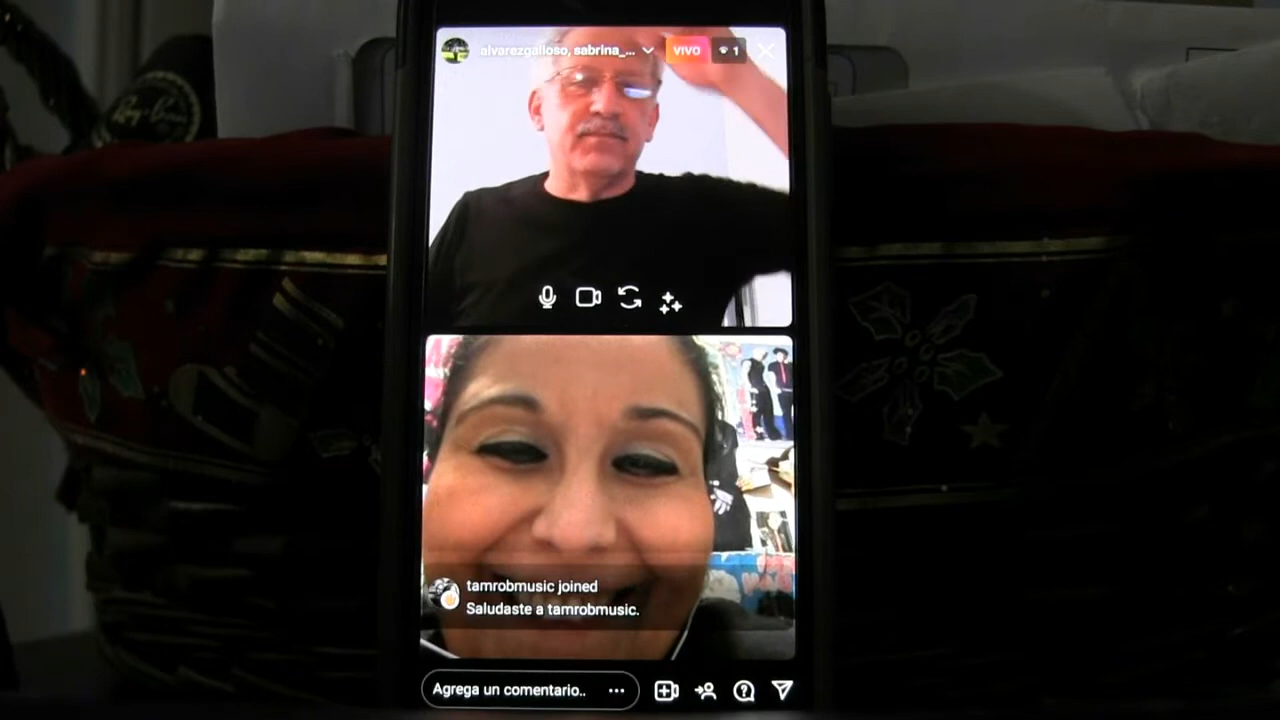 alvarezgalloso, sabrina_...
VIVO
1
tamrobmusic joined
Saludaste a tamrobmusic.
Agrega un comentario..